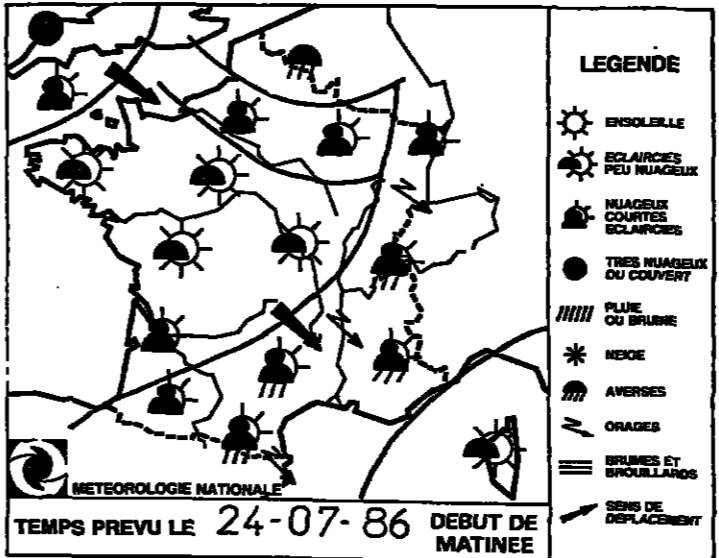 METEOROLOGIE NATIONALE
TEMPS PREVU LE 24-07-86 DEBUT DE
MATINEE
LEGENDE
ENSOLEILLE
ECLAIRCIES
PEU NUAGEUX
NUAGEUX
COURTES
ECLAIRCIES
TRES NUAGEUX
OU COUVERT
PLUIE
OU BRUINE
NEIGE
AVERSES
ORAGES
BRUMES ET
BROUILLARDS
SENS DE
DEPLACEMENT